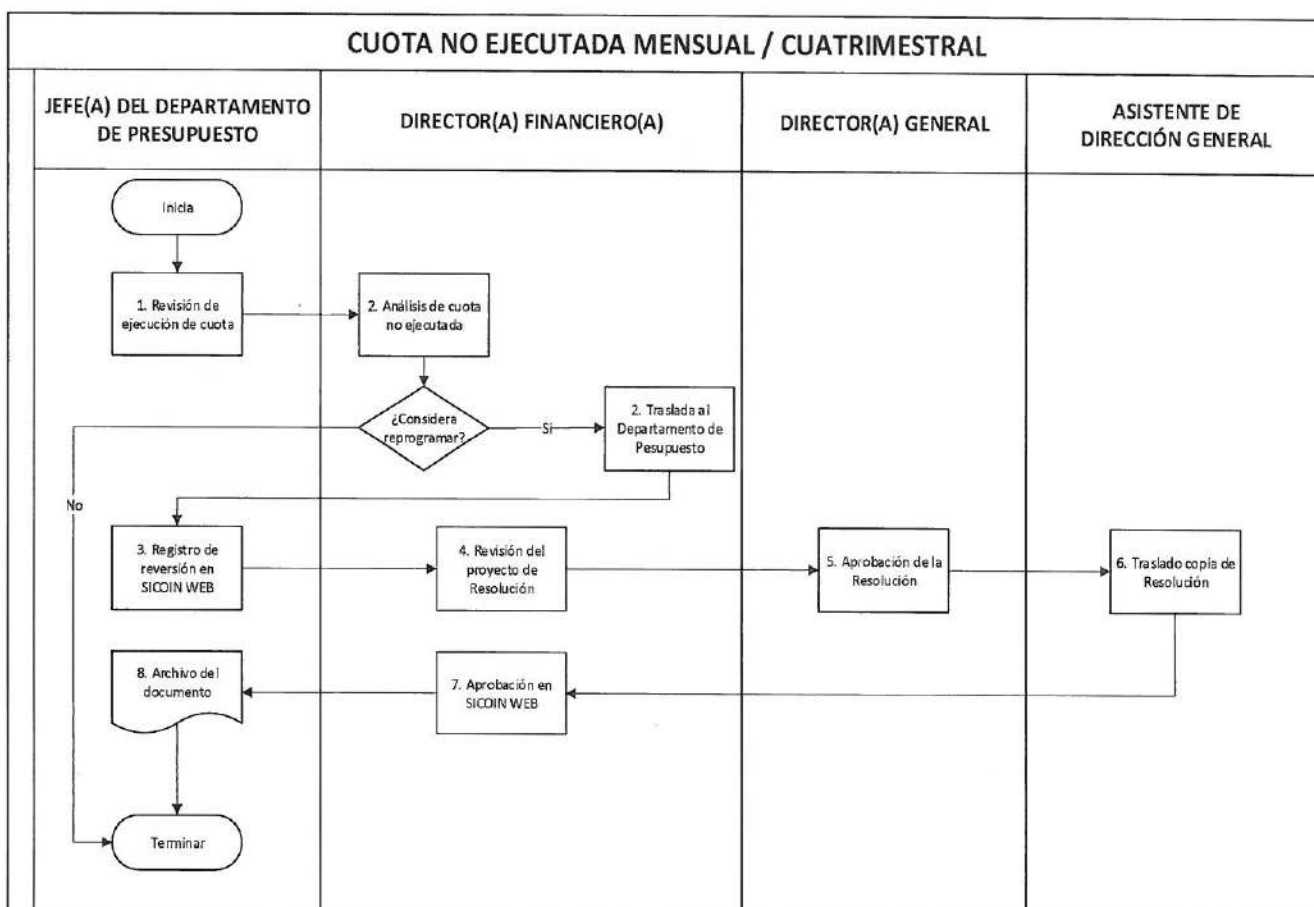 CUOTA NO EJECUTADA MENSUAL / CUATRIMESTRAL
JEFE(A) DEL DEPARTAMENTO
DE PRESUPUESTO
DIRECTOR(A) FINANCIERO(A)
DIRECTOR(A) GENERAL
ASISTENTE DE
DIRECCIÓN GENERAL
Inicia
1. Revisión de
ejecución de cuota
2. Análisis de cuota
no ejecutada
¿Considera
reprogramar?
Si
2. Traslada al
Departamento de
Pesupuesto
No
3. Registro de
reversión en
SICOIN WEB
4. Revisión del
proyecto de
Resolución
5. Aprobación de la
Resolución
6. Traslado copia de
Resolución
8. Archivo del
documento
7. Aprobación en
SICOIN WEB
Terminar